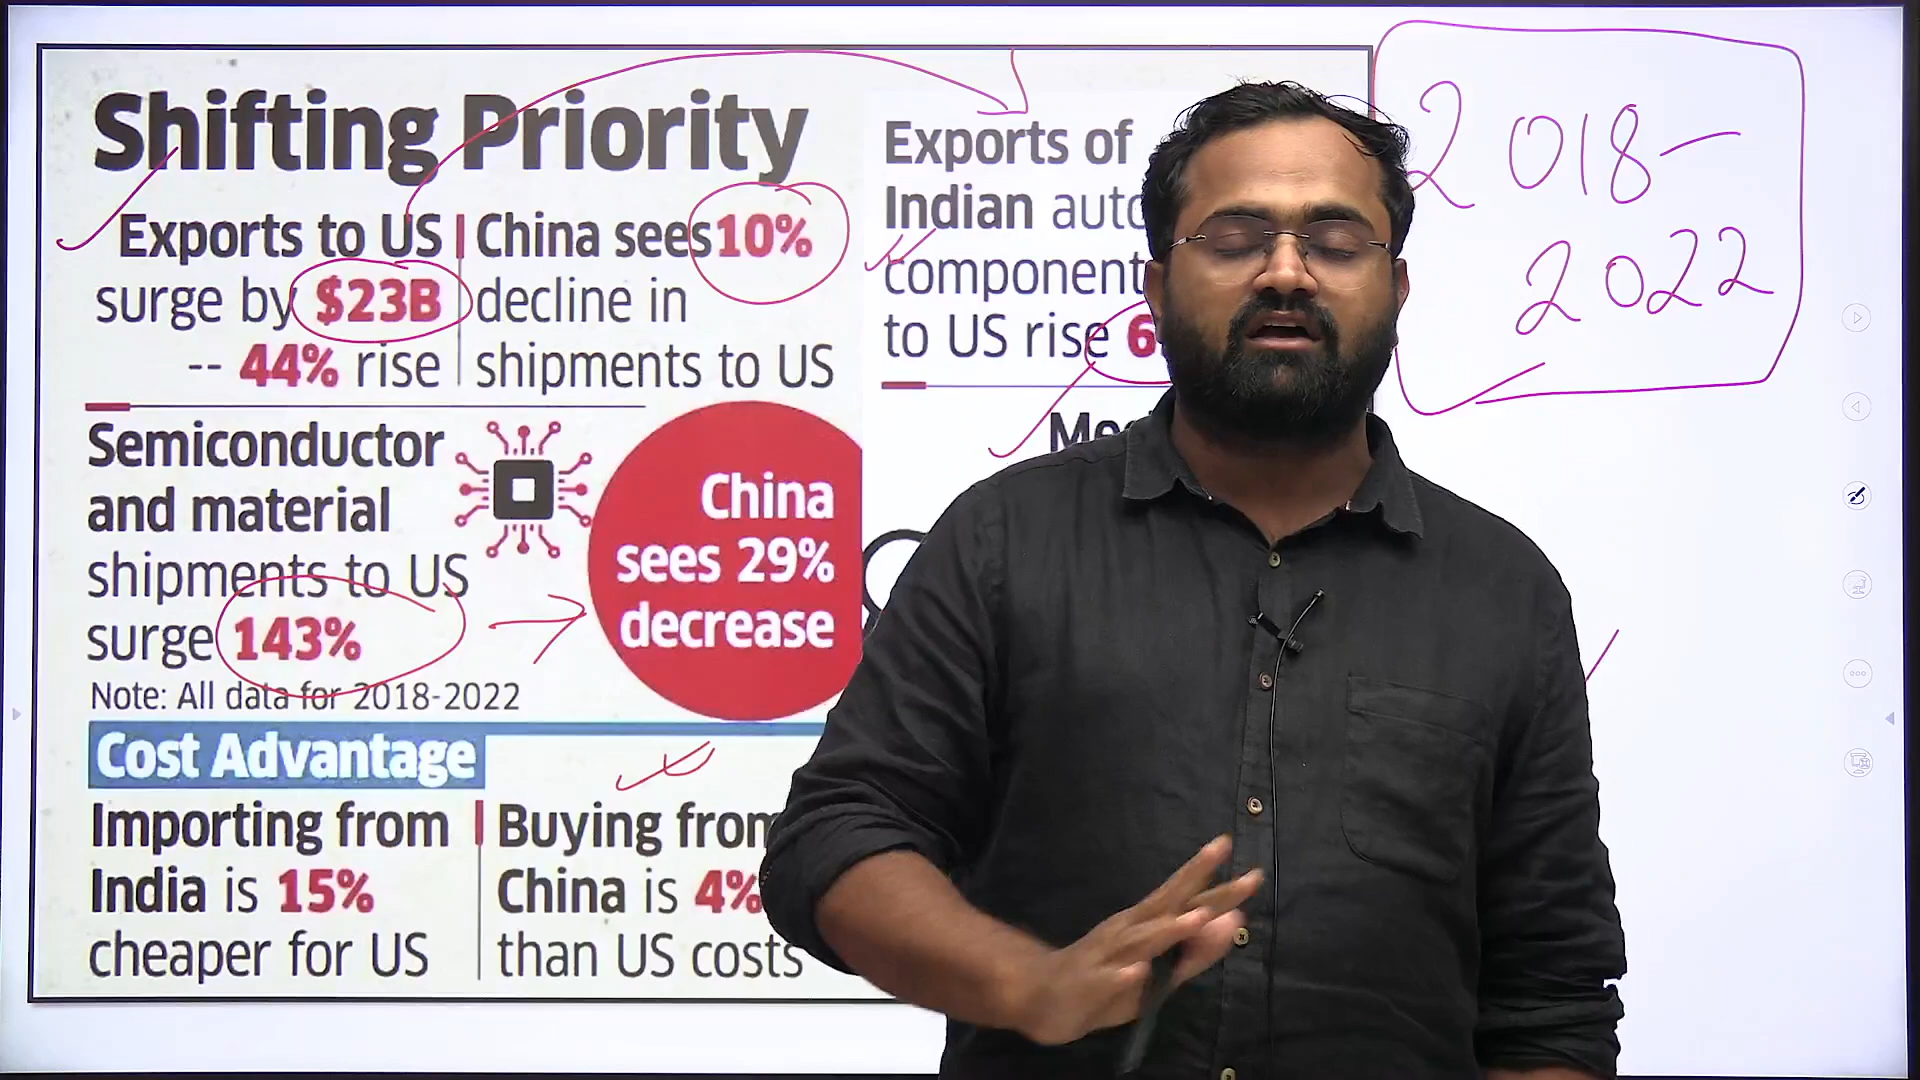 Shifting Priority
Exports to US
surge by $23B
-- 44% rise
China sees 10%
decline in
shipments to US
Semiconductor
and material
shipments to US
surge 143%
Note: All data for 2018-2022
China
sees 29%
decrease
Exports of
Indian
to US rise
Cost Advantage
Importing from
India is 15%
cheaper for US
Buying from
China is 4%
than US costs
2018-
2022